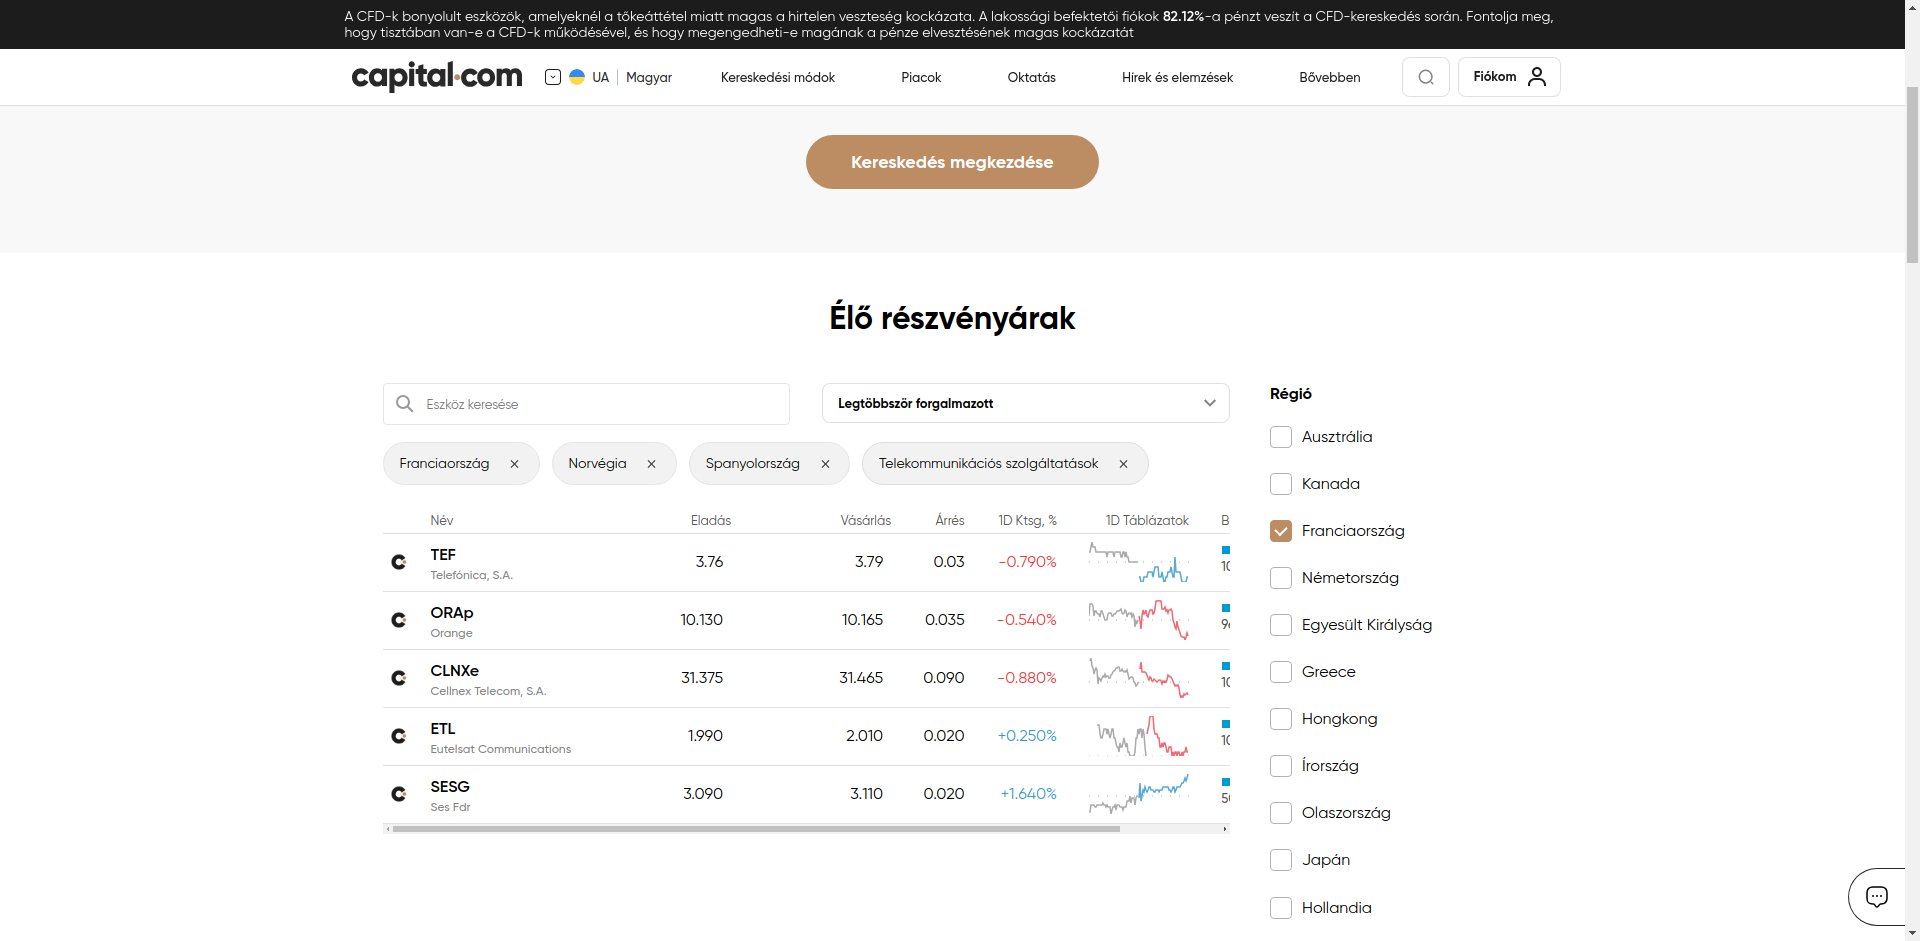 A CFD-k bonyolult eszközök, amelyeknél a tőkeáttétel miatt magas a hirtelen veszteség kockázata. A lakossági befektetői fiókok 82.12%-a pénzt veszít a CFD-kereskedés során. Fontolja meg,
hogy tisztában van-e a CFD-k működésével, és hogy megengedheti-e magának a pénze elvesztésének magas kockázatát
capital.com UA Magyar Kereskedési módok Piacok Oktatás Hírek és elemzések Bővebben Fiókom
Kereskedés megkezdése
Élő részvényárak
Eszköz keresése
Legtöbbször forgalmazott
Franciaország Norvégia Spanyolország Telekommunikációs szolgáltatások
Név Eladás Vásárlás Árrés 1D Ktsg, % 1D Táblázatok B
TEF 3.76 3.79 0.03 -0.790%
Telefónica, S.A.
ORAp 10.130 10.165 0.035 -0.540%
Orange
CLNXe 31.375 31.465 0.090 -0.880%
Cellnex Telecom, S.A.
ETL 1.990 2.010 0.020 +0.250%
Eutelsat Communications
SESG 3.090 3.110 0.020 +1.640%
Ses Fdr
Régió
Ausztrália
Kanada
Franciaország
Németország
Egyesült Királyság
Greece
Hongkong
Írország
Olaszország
Japán
Hollandia